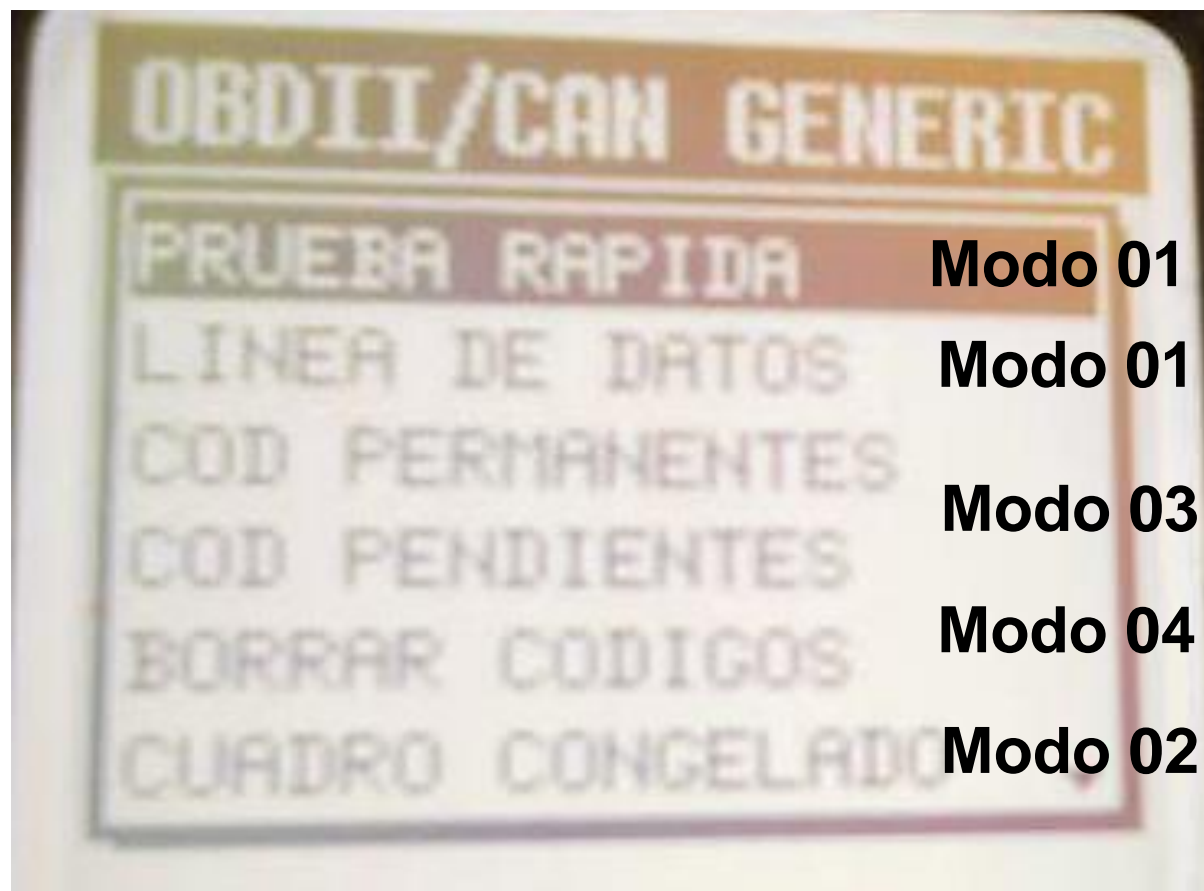 OBDII/CAN GENERIC
PRUEBA RAPIDA Modo 01
LINEA DE DATOS Modo 01
COD PERMANENTES
Modo 03
COD PENDIENTES
BORRAR CODIGOS Modo 04
CUADRO CONGELADO Modo 02